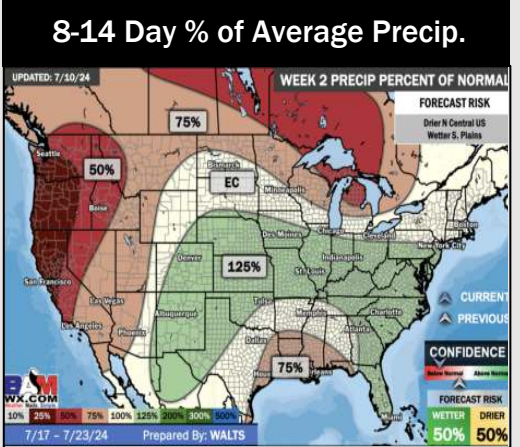 8-14 Day % of Average Precip.
UPDATED: 7/10/24
WEEK 2 PRECIP PERCENT OF NORMAL
FORECAST RISK
Drier N Central US
Wetter S. Plains
75%
Seattle
50%
Bismarck
EC
Minneapolis
Boise
Boston
Chicago
Cleveland
New York City
Des Moines
Denver
125%
Indianapolis
St. Louis
San Francisco
CURRENT
Las Vegas
Tulsa
Albuquerque
Memphis
Charlotte
PREVIOUS
Los Angeles
Phoenix
Dallas
Atlanta
CONFIDENCE
75%
Below Normal
Above Norma
BAM
WX.COM
FORECAST RISK
10% 25% 50% 75% 100% 125% 200% 300% 500%
Miami
WETTER
DRIER
7/17 - 7/23/24
Prepared By: WALTS
50%
50%